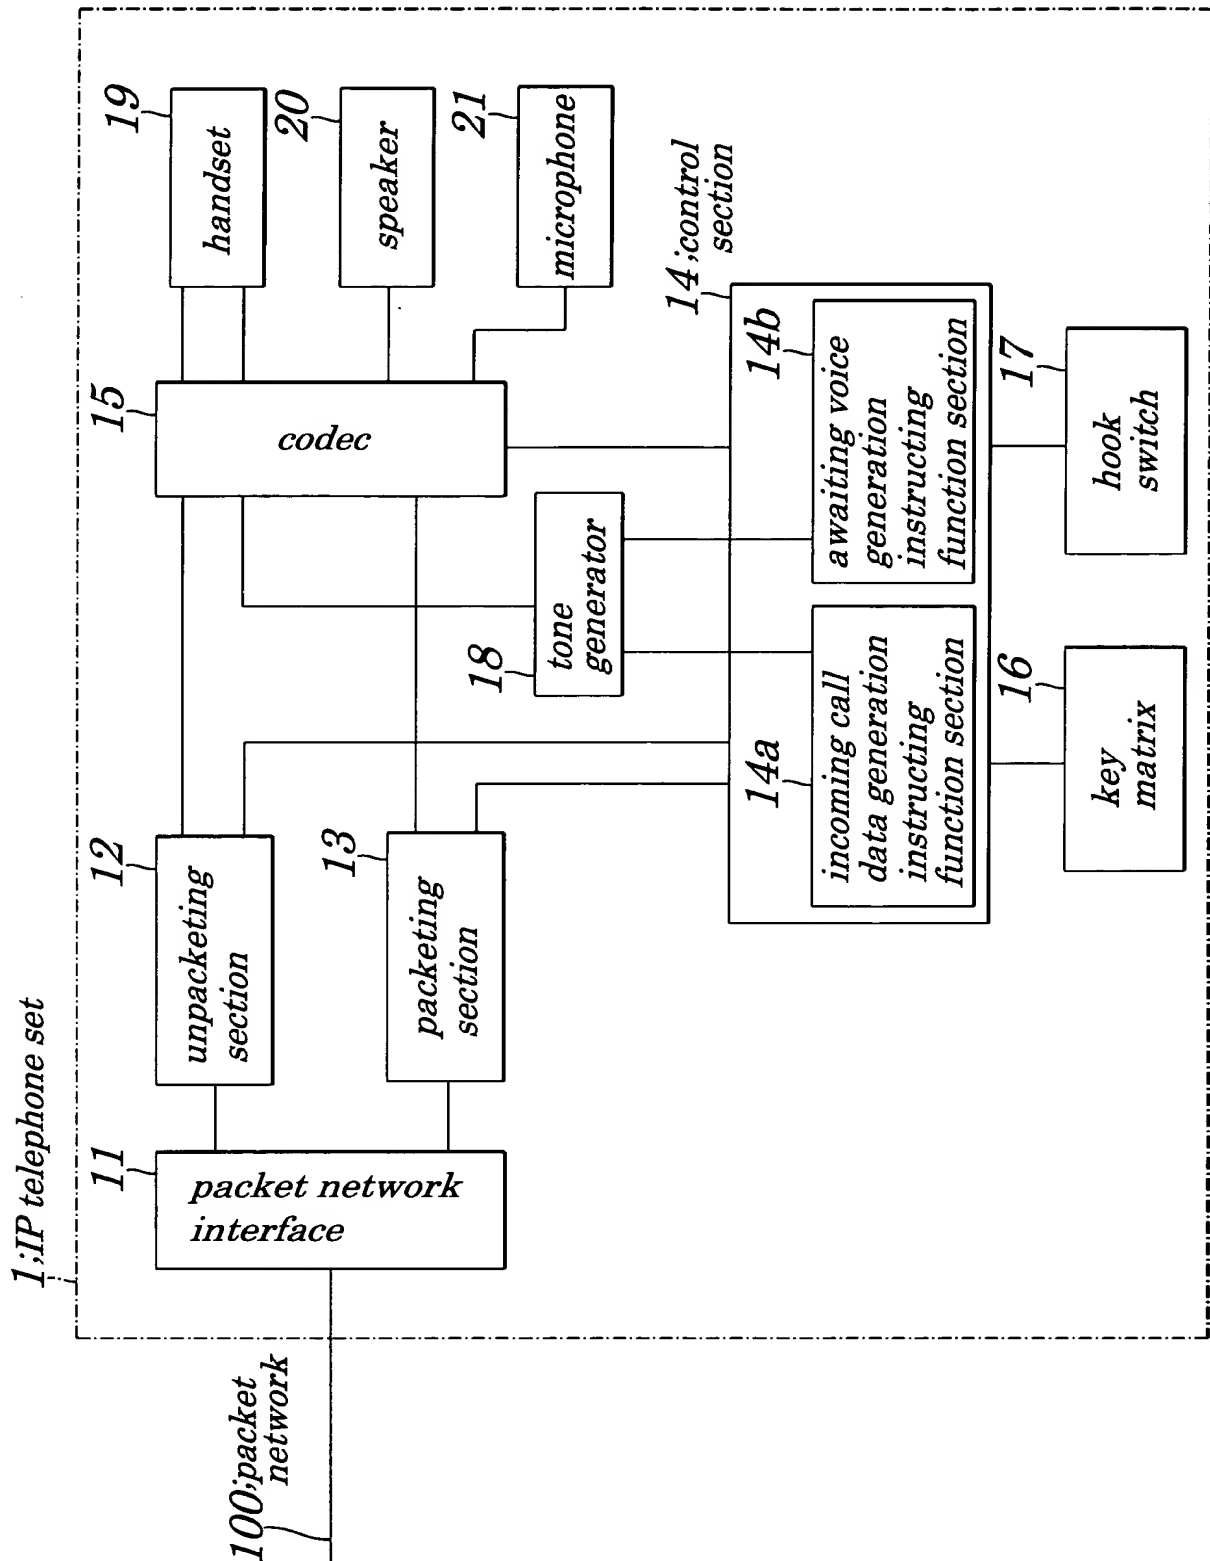 1;IP telephone set
100;packet
network
11
packet network
interface
12
unpacketing
section
13
packeting
section
15
codec
18
tone
generator
19
handset
20
speaker
21
microphone
14;control
section
14a
incoming call
data generation
instructing
function section
14b
awaiting voice
generation
instructing
function section
16
key
matrix
17
hook
switch